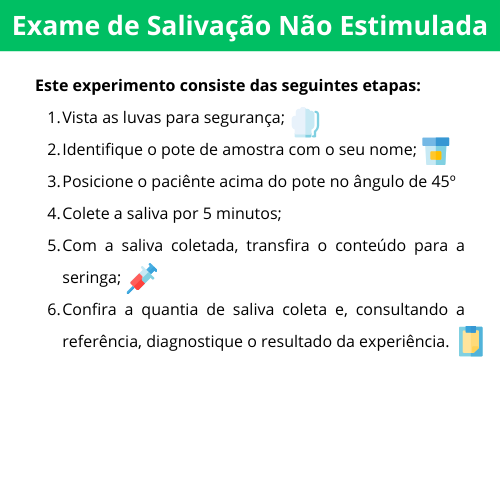 Exame de Salivação Não Estimulada
Este experimento consiste das seguintes etapas:
1. Vista as luvas para segurança;
2. Identifique o pote de amostra com o seu nome;
3. Posicione o paciênte acima do pote no ângulo de 45º
4. Colete a saliva por 5 minutos;
5. Com a saliva coletada, transfira o conteúdo para a
seringa;
6. Confira a quantia de saliva coleta e, consultando a
referência, diagnostique o resultado da experiência.